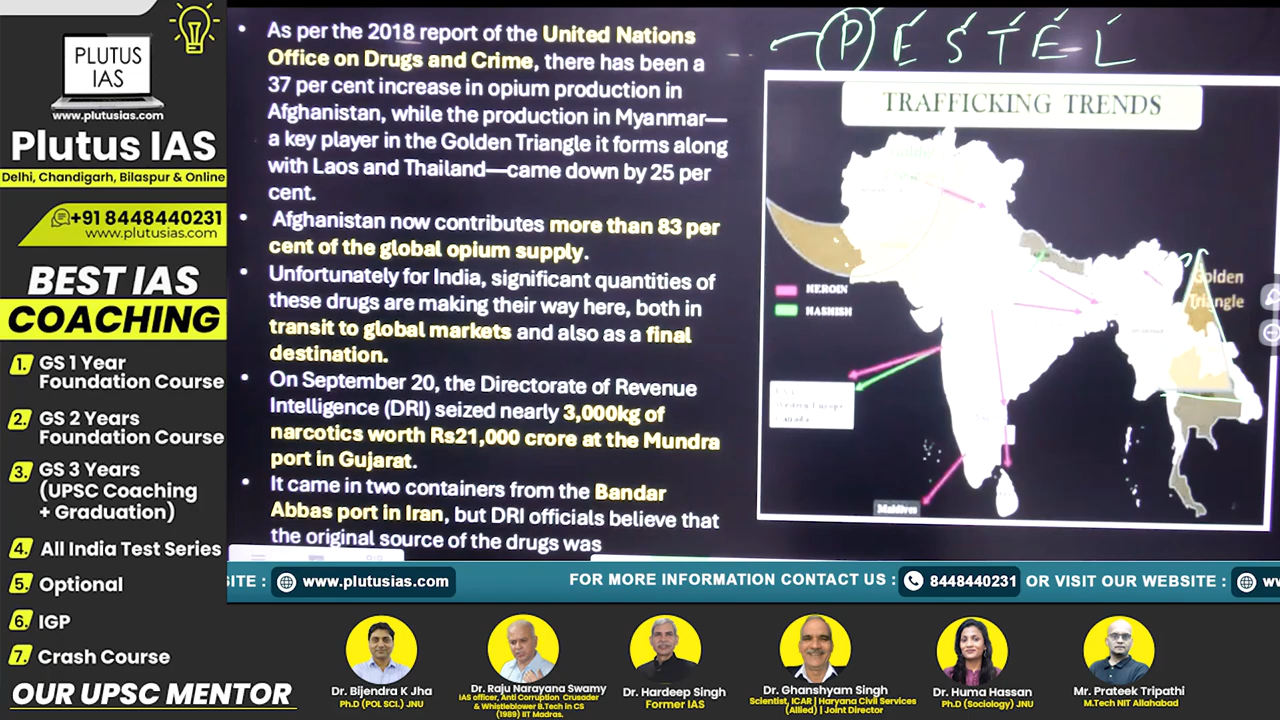 PLUTUS
IAS
www.plutusias.com
Plutus IAS
Delhi, Chandigarh, Bilaspur & Online
+91 8448440231
www.plutusias.com
BEST IAS
COACHING
1. GS 1 Year
Foundation Course
2. GS 2 Years
Foundation Course
3. GS 3 Years
(UPSC Coaching
+ Graduation)
4. All India Test Series
5. Optional
6. IGP
7. Crash Course
OUR UPSC MENTOR
• As per the 2018 report of the United Nations
Office on Drugs and Crime, there has been a
37 per cent increase in opium production in
Afghanistan, while the production in Myanmar—
a key player in the Golden Triangle it forms along
with Laos and Thailand—came down by 25 per
cent.
• Afghanistan now contributes more than 83 per
cent of the global opium supply.
• Unfortunately for India, significant quantities of
these drugs are making their way here, both in
transit to global markets and also as a final
destination.
• On September 20, the Directorate of Revenue
Intelligence (DRI) seized nearly 3,000kg of
narcotics worth Rs21,000 crore at the Mundra
port in Gujarat.
• It came in two containers from the Bandar
Abbas port in Iran, but DRI officials believe that
the original source of the drugs was
P E S T E L
TRAFFICKING TRENDS
HEROIN
HASHISH
Golden
Triangle
Western Europe
Canada
Maldives
SITE : www.plutusias.com
FOR MORE INFORMATION CONTACT US : 8448440231 OR VISIT OUR WEBSITE : ww
Dr. Bijendra K Jha
Ph.D (POL SCI.) JNU
Dr. Raju Narayana Swamy
IAS officer, Anti Corruption Crusader
& Whistleblower B.Tech in CS
(1989) IIT Madras.
Dr. Hardeep Singh
Former IAS
Dr. Ghanshyam Singh
Scientist, ICAR | Haryana Civil Services
(Allied) | Joint Director
Dr. Huma Hassan
Ph.D (Sociology) JNU
Mr. Prateek Tripathi
M.Tech NIT Allahabad